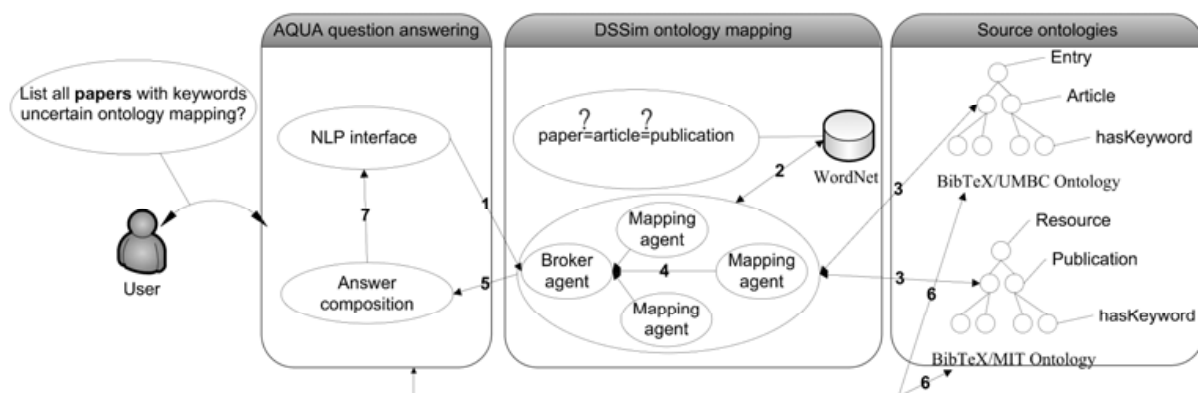 AQUA question answering
DSSim ontology mapping
Source ontologies
List all papers with keywords
uncertain ontology mapping?
User
NLP interface
7
Answer
composition
1
5
? ?
paper=article=publication
WordNet
2
Mapping
agent
Broker
agent
4
Mapping
agent
Mapping
agent
3
3
6
6
Entry
Article
hasKeyword
BibTeX/UMBC Ontology
Resource
Publication
hasKeyword
BibTeX/MIT Ontology